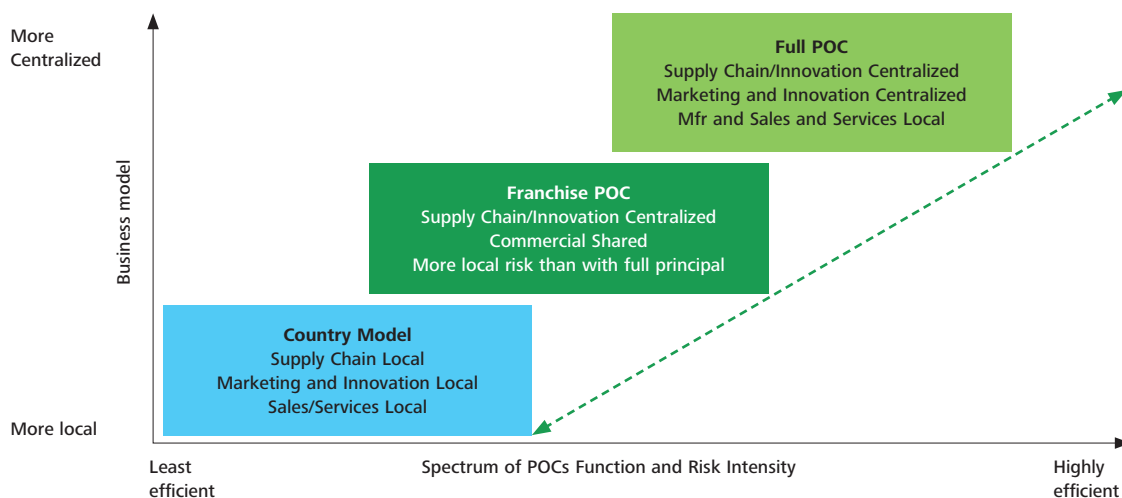 More
Centralized
Business model
More local
Full POC
Supply Chain/Innovation Centralized
Marketing and Innovation Centralized
Mfr and Sales and Services Local
Franchise POC
Supply Chain/Innovation Centralized
Commercial Shared
More local risk than with full principal
Country Model
Supply Chain Local
Marketing and Innovation Local
Sales/Services Local
Least
efficient
Spectrum of POCs Function and Risk Intensity
Highly
efficient